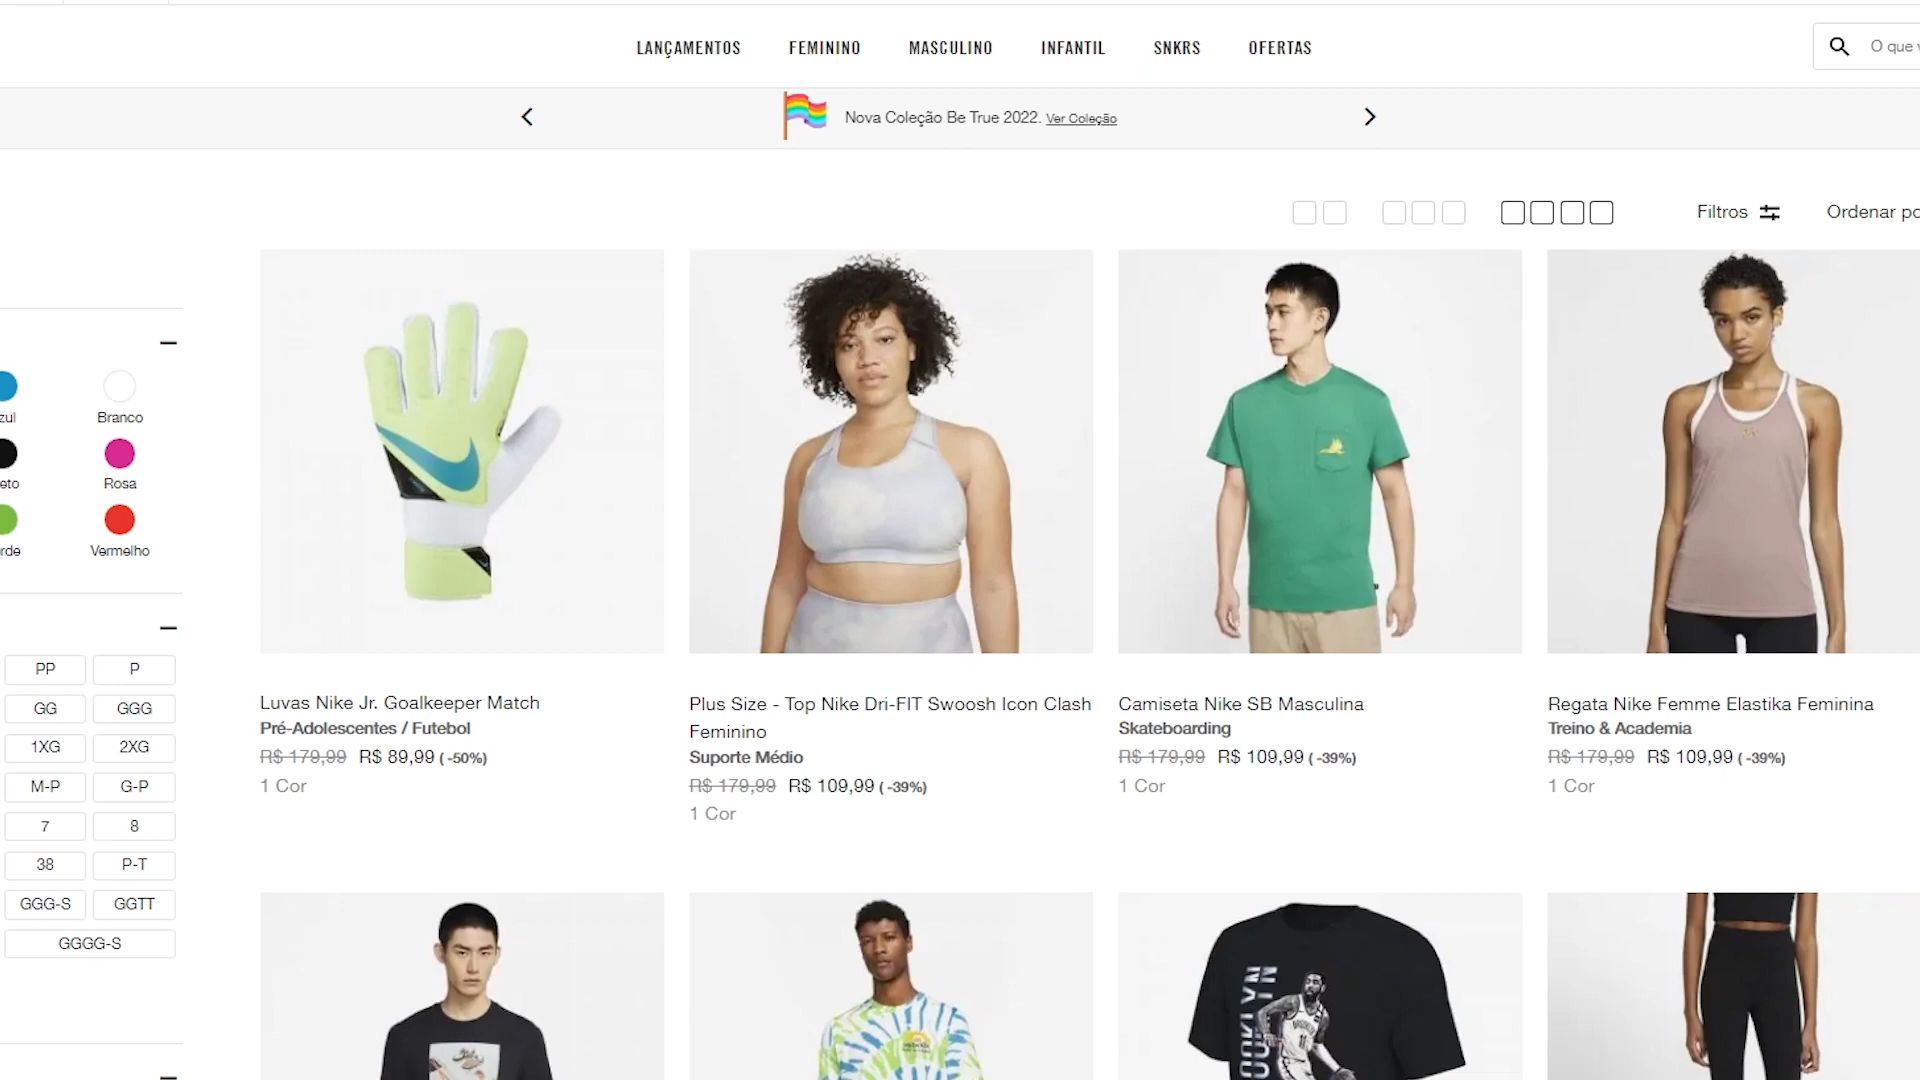 LANÇAMENTOS FEMININO MASCULINO INFANTIL SNKRS OFERTAS
O que v
Nova Coleção Be True 2022. Ver Coleção
Filtros
Ordenar po
zul Branco
eto Rosa
rde Vermelho
PP P
GG GGG
1XG 2XG
M-P G-P
7 8
38 P-T
GGG-S GGTT
GGGG-S
Luvas Nike Jr. Goalkeeper Match
Pré-Adolescentes / Futebol
R$ 179,99 R$ 89,99 ( -50%)
1 Cor
Plus Size - Top Nike Dri-FIT Swoosh Icon Clash
Feminino
Suporte Médio
R$ 179,99 R$ 109,99 ( -39%)
1 Cor
Camiseta Nike SB Masculina
Skateboarding
R$ 179,99 R$ 109,99 ( -39%)
1 Cor
Regata Nike Femme Elastika Feminina
Treino & Academia
R$ 179,99 R$ 109,99 ( -39%)
1 Cor